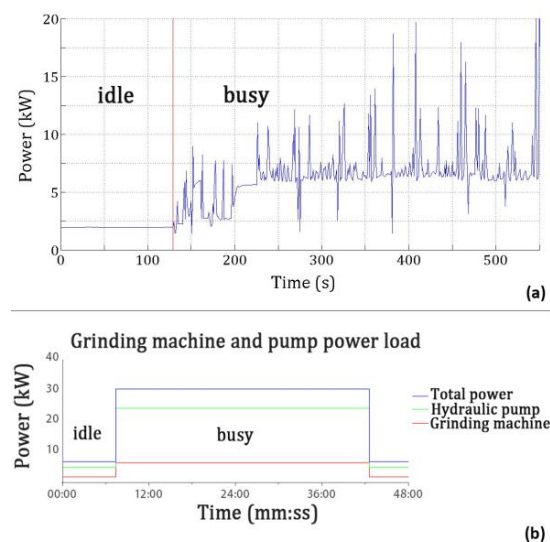 20
15
Power (kW)
10
5
0
idle
busy
0
100
200
300
400
500
Time (s)
(a)
Grinding machine and pump power load
40
30
20
10
Power (kW)
idle
busy
Total power
Hydraulic pump
Grinding machine
00:00
12:00
24:00
36:00
48:00
Time (mm:ss)
(b)